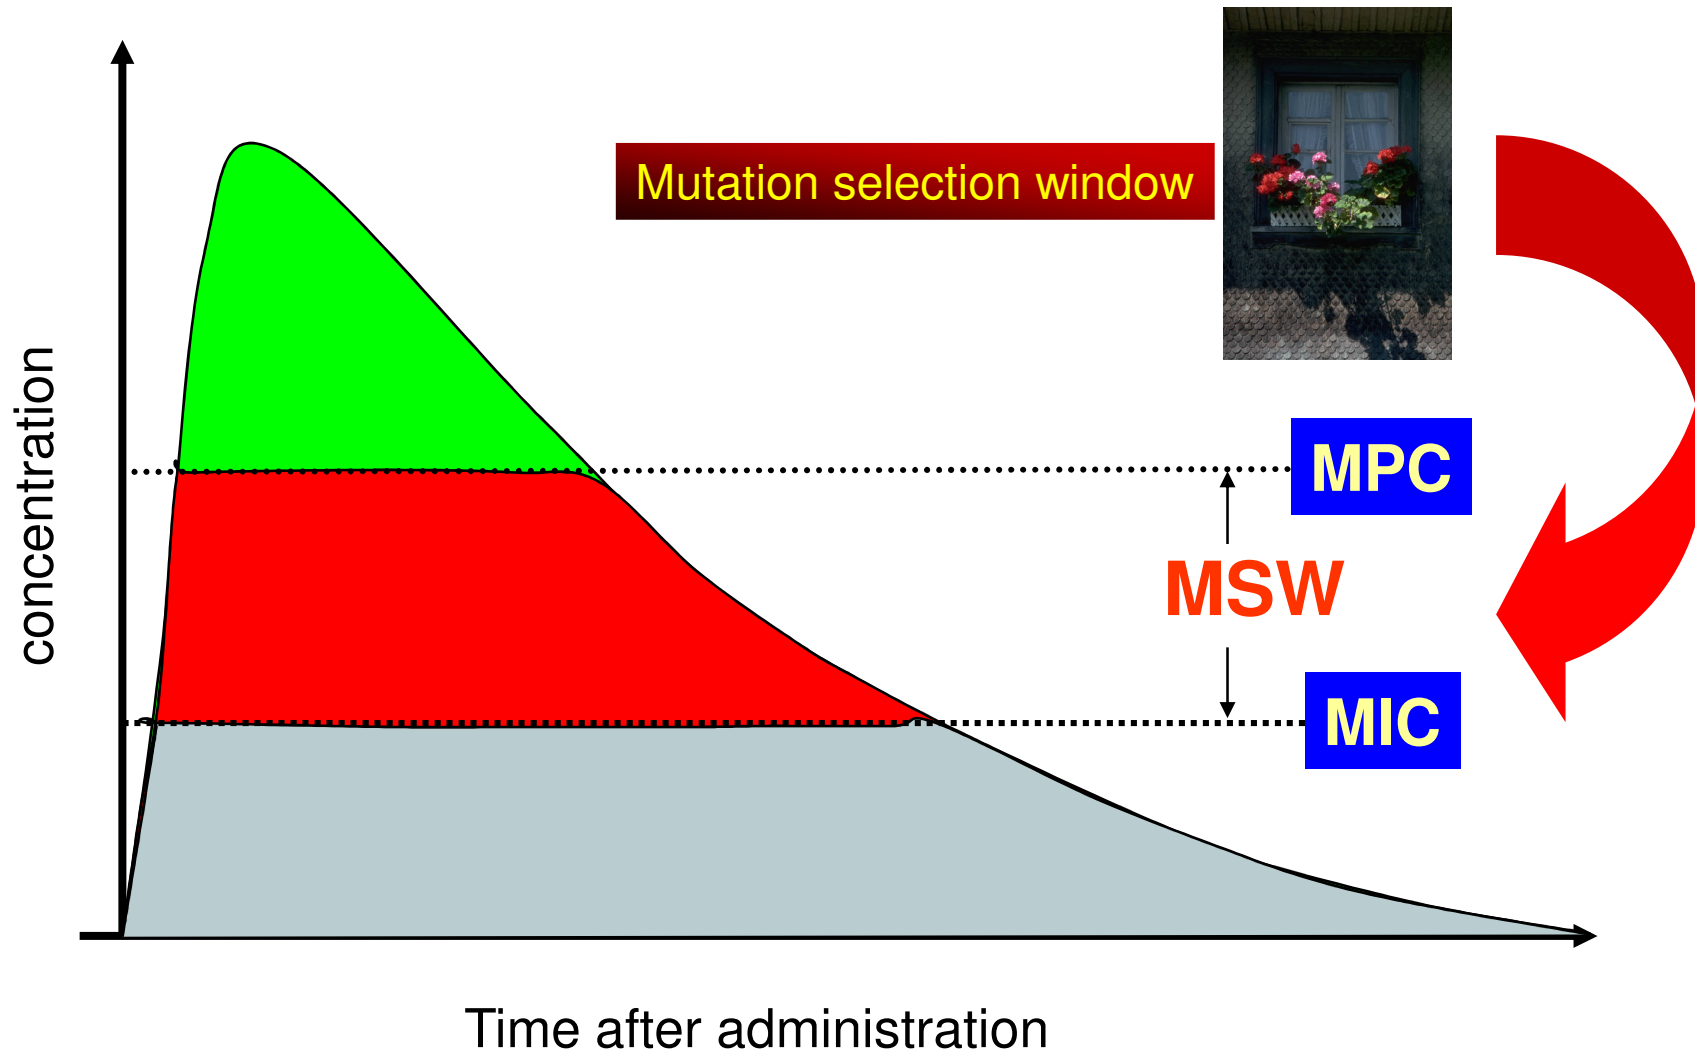 Mutation selection window
concentration
MPC
MSW
MIC
Time after administration